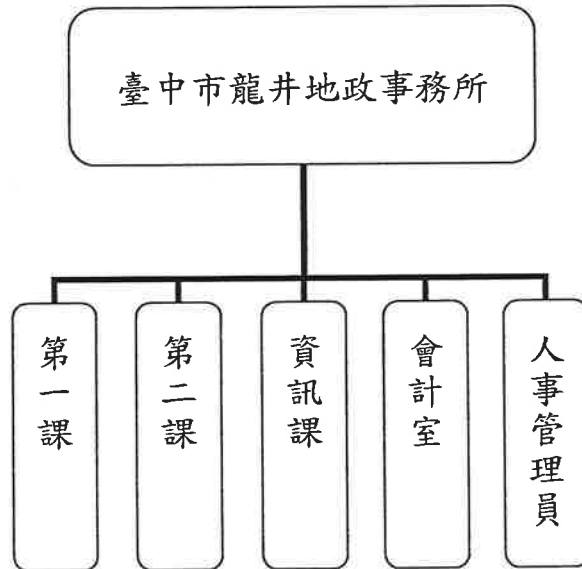 臺中市龍井地政事務所
第一課
第二課
資訊課
會計室
人事管理員